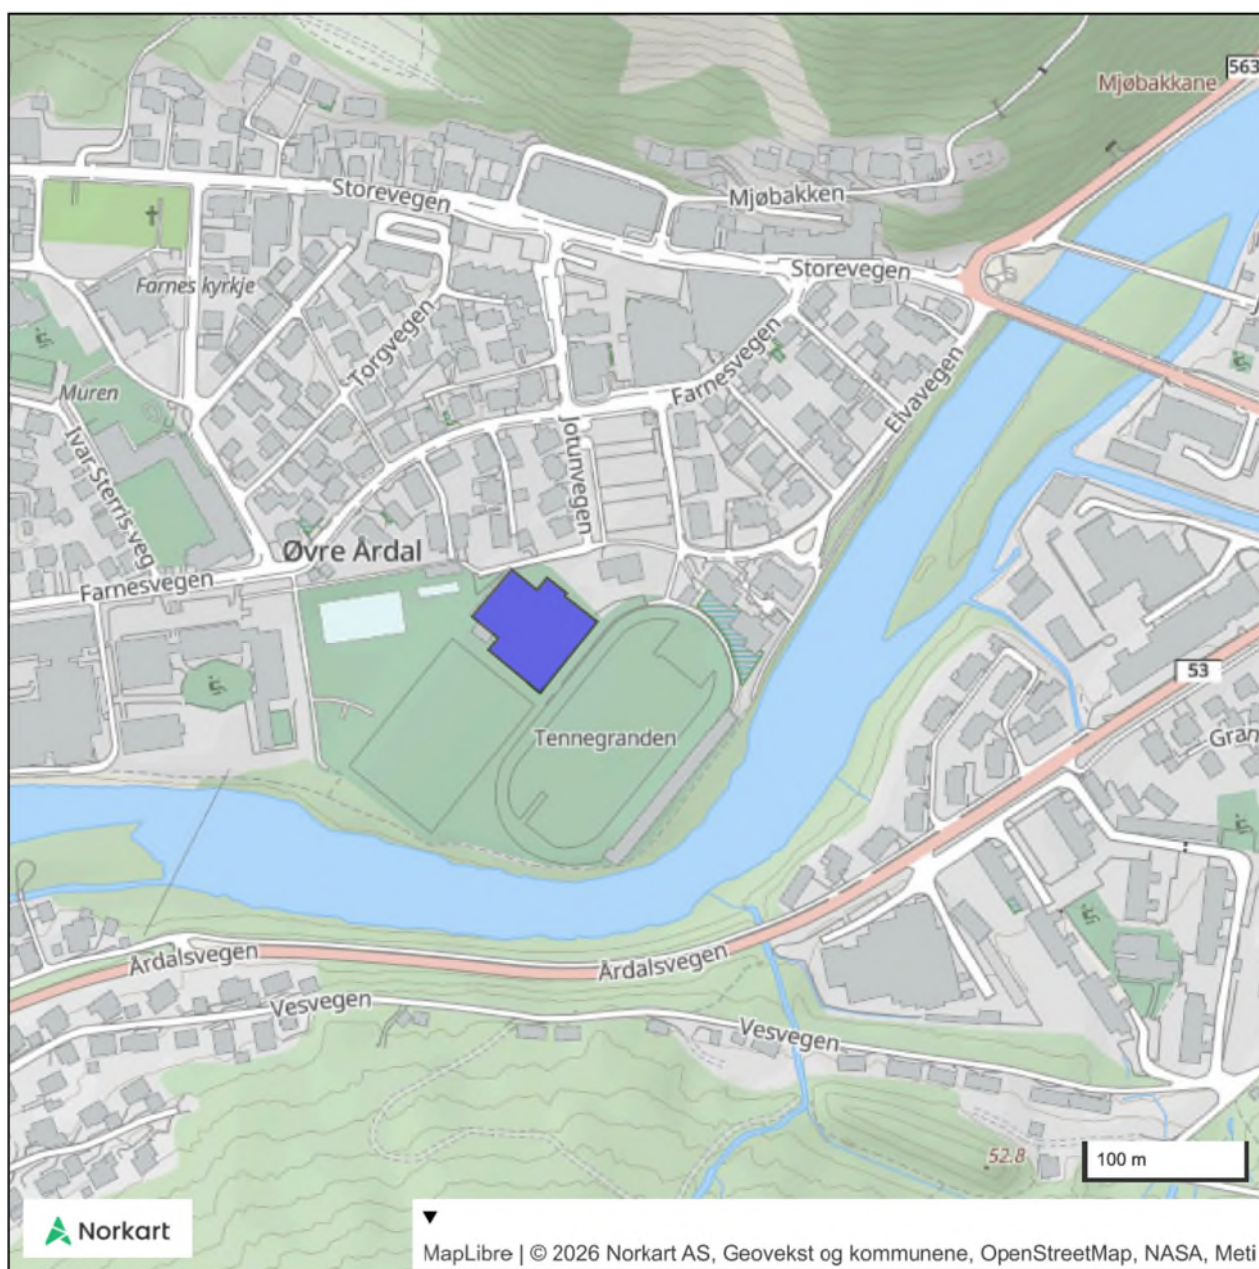 563
Mjøbakkane
Storevegen
Mjøbakken
Storevegen
Farnes kyrkje
Torgvegen
Farnesvegen
Elvavegen
Muren
Ivar Sterris veg
Jotunvegen
Øvre Årdal
Farnesvegen
53
Tennegranden
Gran
Årdalsvegen
Årdalsvegen
Vesvegen
Vesvegen
52.8
100 m
Norkart
MapLibre | © 2026 Norkart AS, Geovekst og kommunene, OpenStreetMap, NASA, Meti